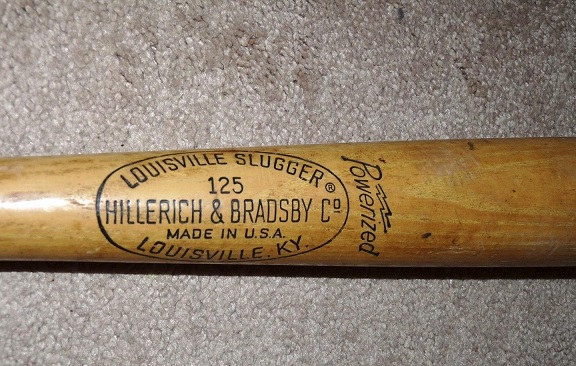 LOUISVILLE SLUGGER®
125
HILLERICH & BRADSBY Cº
MADE IN U.S.A.
LOUISVILLE, KY.
Powerized